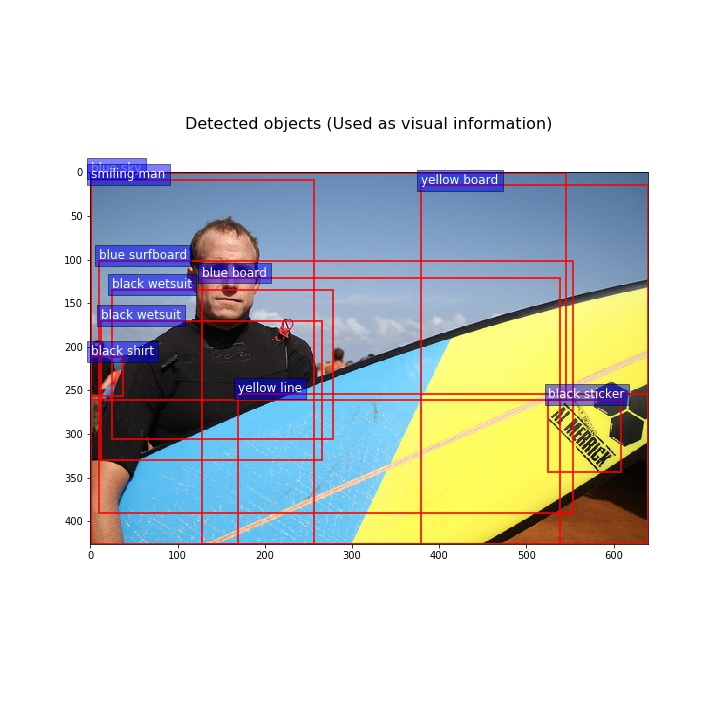 Detected objects (Used as visual information)
blue sky
smiling man
yellow board
blue surfboard
blue board
black wetsuit
black wetsuit
black shirt
yellow line
black sticker
AL MERRICK
0
50
100
150
200
250
300
350
400
0 100 200 300 400 500 600